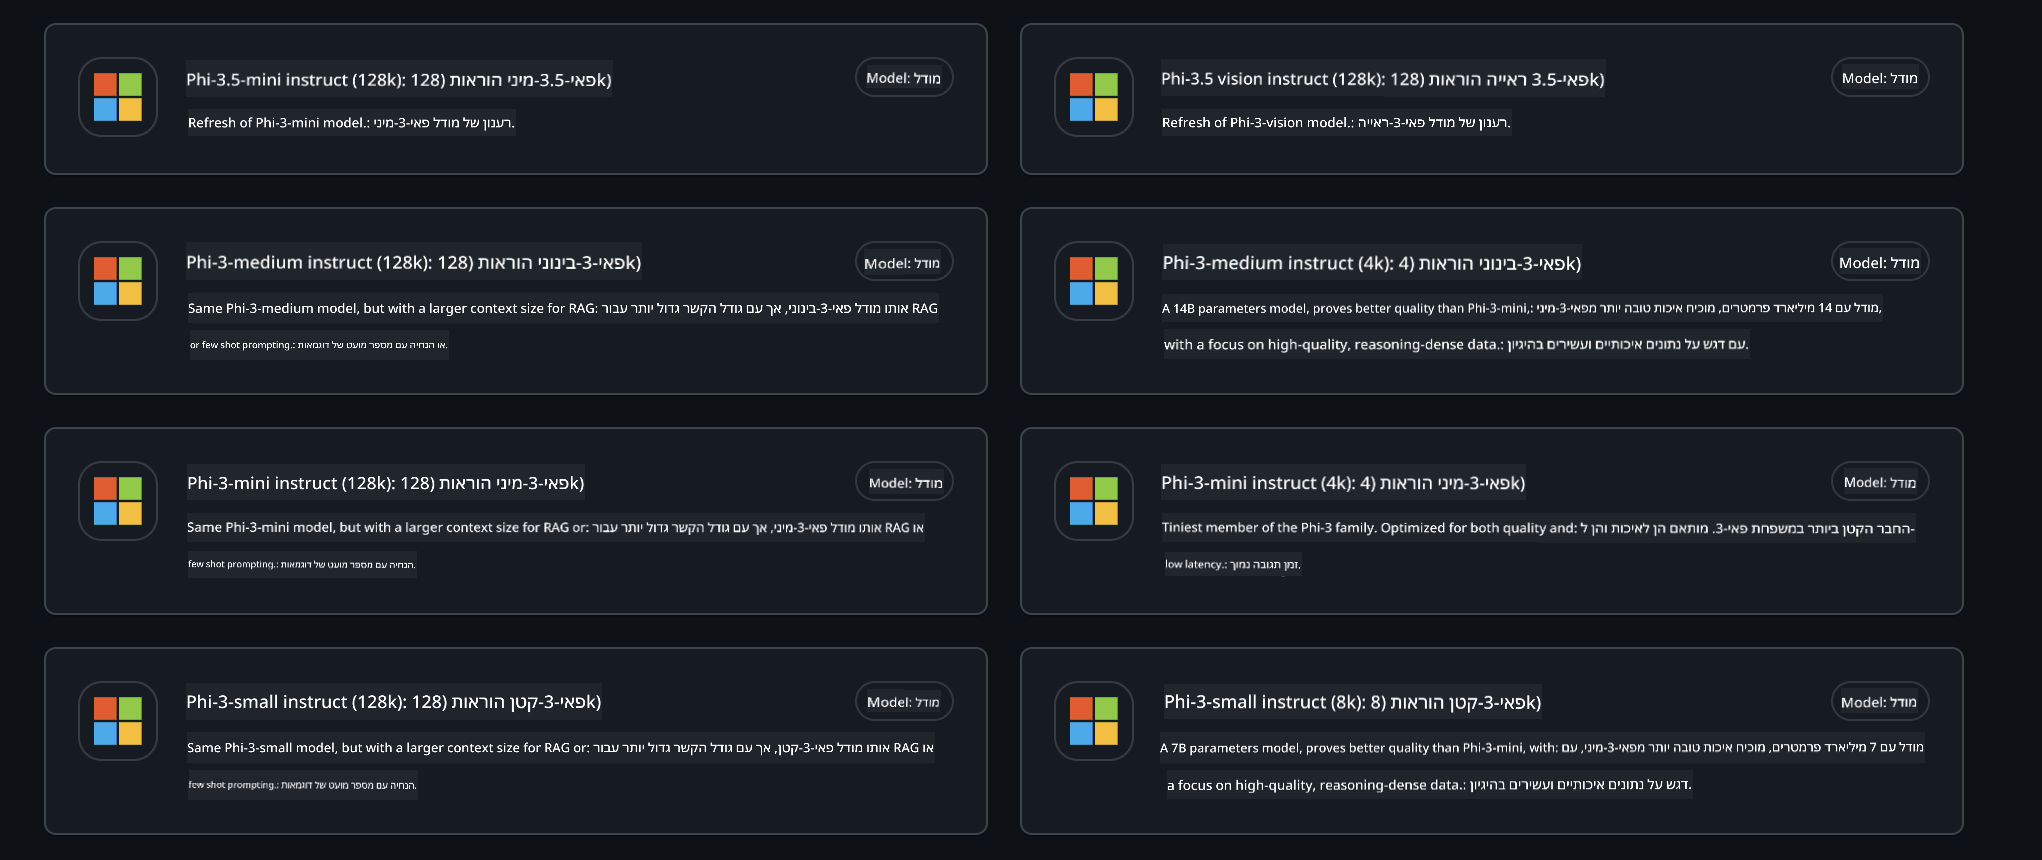 Phi-3.5-mini instruct (128k): פאי-3.5-מיני הוראות (128k)
Model: מודל
Refresh of Phi-3-mini model.: רענון של מודל פאי-3-מיני.
Phi-3.5 vision instruct (128k): פאי-3.5 ראייה הוראות (128k)
Model: מודל
Refresh of Phi-3-vision model.: רענון של מודל פאי-3-ראייה.
Phi-3-medium instruct (128k): פאי-3-בינוני הוראות (128k)
Model: מודל
Same Phi-3-medium model, but with a larger context size for RAG: אותו מודל פאי-3-בינוני, אך עם גודל הקשר גדול יותר עבור RAG
or few shot prompting.: או הנחיה עם מספר מועט של דוגמאות.
Phi-3-medium instruct (4k): פאי-3-בינוני הוראות (4k)
Model: מודל
A 14B parameters model, proves better quality than Phi-3-mini,: מודל עם 14 מיליארד פרמטרים, מוכיח איכות טובה יותר מפאי-3-מיני,
with a focus on high-quality, reasoning-dense data.: עם דגש על נתונים איכותיים ועשירים בהיגיון.
Phi-3-mini instruct (128k): פאי-3-מיני הוראות (128k)
Model: מודל
Same Phi-3-mini model, but with a larger context size for RAG or: אותו מודל פאי-3-מיני, אך עם גודל הקשר גדול יותר עבור RAG או
few shot prompting.: הנחיה עם מספר מועט של דוגמאות.
Phi-3-mini instruct (4k): פאי-3-מיני הוראות (4k)
Model: מודל
Tiniest member of the Phi-3 family. Optimized for both quality and: החבר הקטן ביותר במשפחת פאי-3. מותאם הן לאיכות והן ל-
low latency.: זמן תגובה נמוך.
Phi-3-small instruct (128k): פאי-3-קטן הוראות (128k)
Model: מודל
Same Phi-3-small model, but with a larger context size for RAG or: אותו מודל פאי-3-קטן, אך עם גודל הקשר גדול יותר עבור RAG או
few shot prompting.: הנחיה עם מספר מועט של דוגמאות.
Phi-3-small instruct (8k): פאי-3-קטן הוראות (8k)
Model: מודל
A 7B parameters model, proves better quality than Phi-3-mini, with: מודל עם 7 מיליארד פרמטרים, מוכיח איכות טובה יותר מפאי-3-מיני, עם
a focus on high-quality, reasoning-dense data.: דגש על נתונים איכותיים ועשירים בהיגיון.